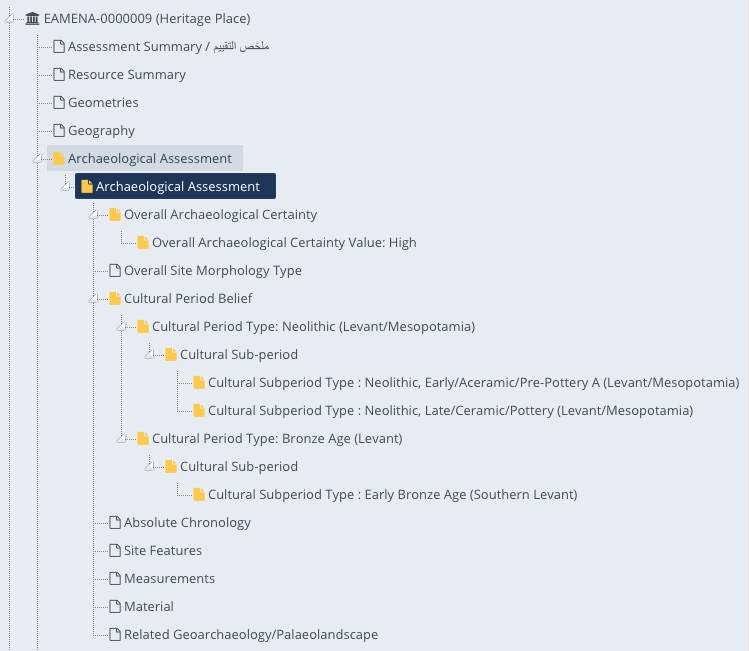 EAMENA-0000009 (Heritage Place)
Assessment Summary / ملخص التقييم
Resource Summary
Geometries
Geography
Archaeological Assessment
Archaeological Assessment
Overall Archaeological Certainty
Overall Archaeological Certainty Value: High
Overall Site Morphology Type
Cultural Period Belief
Cultural Period Type: Neolithic (Levant/Mesopotamia)
Cultural Sub-period
Cultural Subperiod Type : Neolithic, Early/Aceramic/Pre-Pottery A (Levant/Mesopotamia)
Cultural Subperiod Type : Neolithic, Late/Ceramic/Pottery (Levant/Mesopotamia)
Cultural Period Type: Bronze Age (Levant)
Cultural Sub-period
Cultural Subperiod Type : Early Bronze Age (Southern Levant)
Absolute Chronology
Site Features
Measurements
Material
Related Geoarchaeology/Palaeolandscape